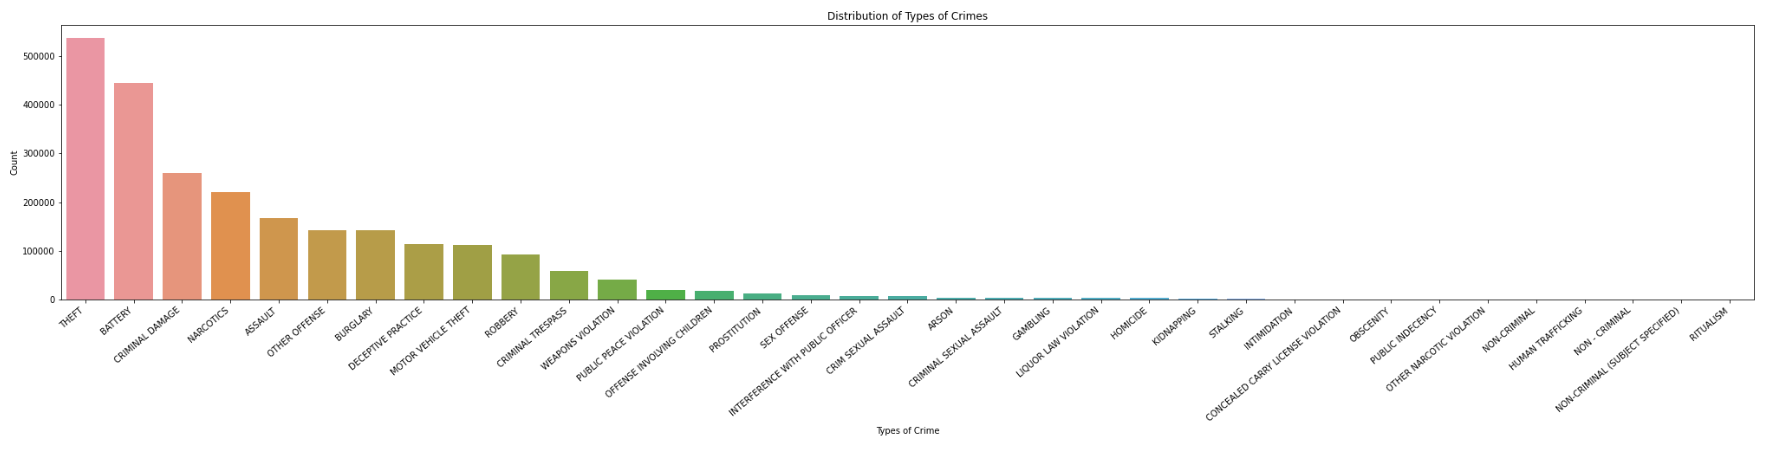 Distribution of Types of Crimes
500000
400000
300000
200000
100000
0
Count
THEFT
BATTERY
CRIMINAL DAMAGE
NARCOTICS
ASSAULT
OTHER OFFENSE
BURGLARY
DECEPTIVE PRACTICE
MOTOR VEHICLE THEFT
ROBBERY
CRIMINAL TRESPASS
WEAPONS VIOLATION
PUBLIC PEACE VIOLATION
OFFENSE INVOLVING CHILDREN
PROSTITUTION
SEX OFFENSE
INTERFERENCE WITH PUBLIC OFFICER
CRIM SEXUAL ASSAULT
ARSON
CRIMINAL SEXUAL ASSAULT
GAMBLING
LIQUOR LAW VIOLATION
HOMICIDE
KIDNAPPING
STALKING
INTIMIDATION
CONCEALED CARRY LICENSE VIOLATION
OBSCENITY
PUBLIC INDECENCY
OTHER NARCOTIC VIOLATION
NON-CRIMINAL
HUMAN TRAFFICKING
NON - CRIMINAL
NON-CRIMINAL (SUBJECT SPECIFIED)
RITUALISM
Types of Crime